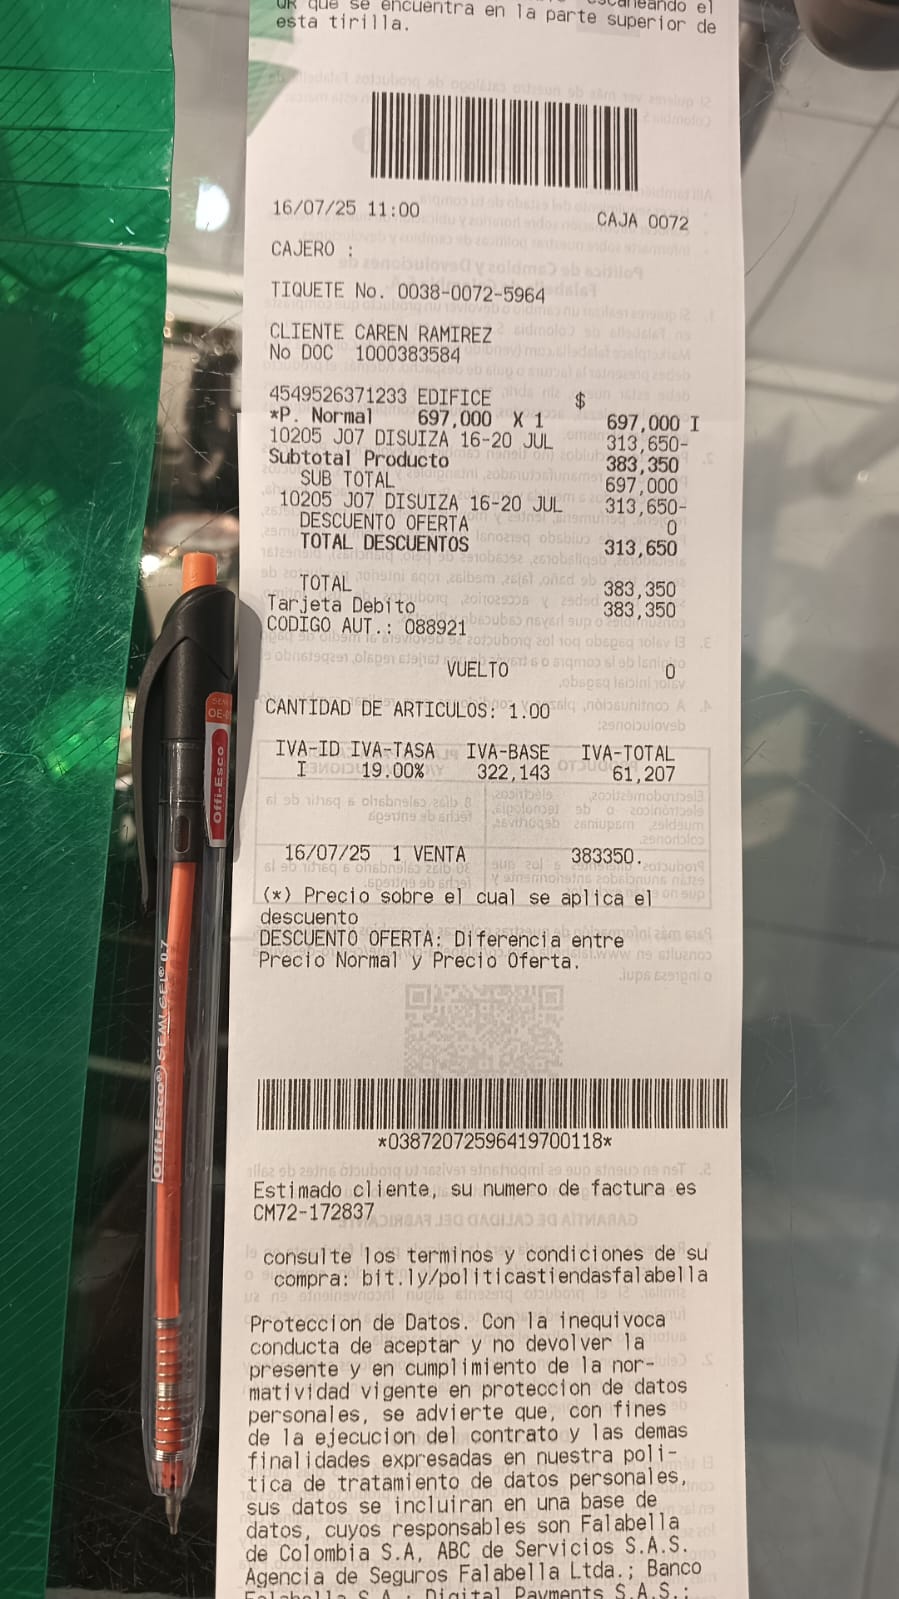 QR que se encuentra en la parte superior de
esta tirilla.
16/07/25 11:00
CAJA 0072
CAJERO :
TIQUETE No. 0038-0072-5964
CLIENTE CAREN RAMIREZ
No DOC 1000383584
4549526371233 EDIFICE $
*P. Normal 697,000 X 1 697,000 I
10205 J07 DISUIZA 16-20 JUL 313,650-
Subtotal Producto 383,350
SUB TOTAL 697,000
10205 J07 DISUIZA 16-20 JUL 313,650-
DESCUENTO OFERTA 0
TOTAL DESCUENTOS 313,650
TOTAL 383,350
Tarjeta Debito 383,350
CODIGO AUT.: 088921
VUELTO 0
CANTIDAD DE ARTICULOS: 1.00
IVA-ID IVA-TASA IVA-BASE IVA-TOTAL
I 19.00% 322,143 61,207
16/07/25 1 VENTA 383350.
(*) Precio sobre el cual se aplica el
descuento
DESCUENTO OFERTA: Diferencia entre
Precio Normal y Precio Oferta.
*03872072596419700118*
Estimado cliente, su numero de factura es
CM72-172837
consulte los terminos y condiciones de su
compra: bit.ly/politicastiendasfalabella
Proteccion de Datos. Con la inequivoca
conducta de aceptar y no devolver la
presente y en cumplimiento de la nor-
matividad vigente en proteccion de datos
personales, se advierte que, con fines
de la ejecucion del contrato y las demas
finalidades expresadas en nuestra poli-
tica de tratamiento de datos personales,
sus datos se incluiran en una base de
datos, cuyos responsables son Falabella
de Colombia S.A, ABC de Servicios S.A.S.
Agencia de Seguros Falabella Ltda.; Banco
Falabella S.A.; Digital Payments S.A.S.;
Offi-Esco
Offi-Esco® SEMI GEL® 0.7